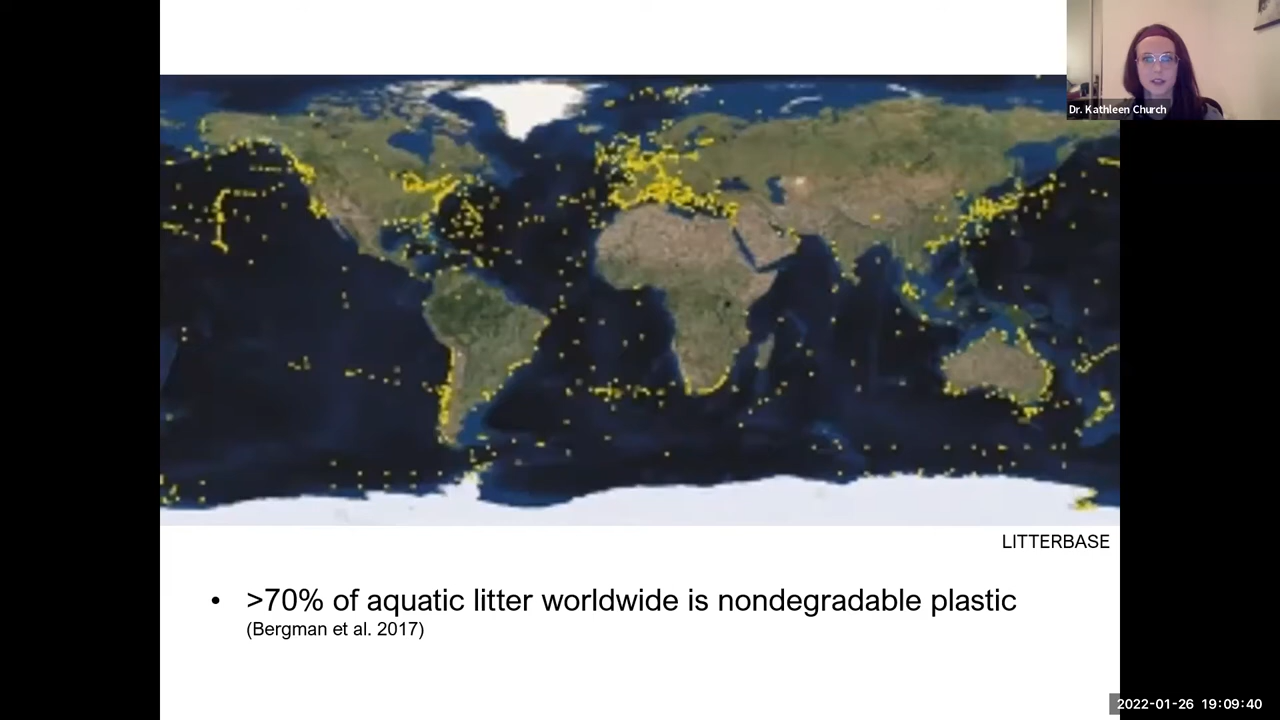 Dr. Kathleen Church
LITTERBASE
• >70% of aquatic litter worldwide is nondegradable plastic
(Bergman et al. 2017)
2022-01-26 19:09:40